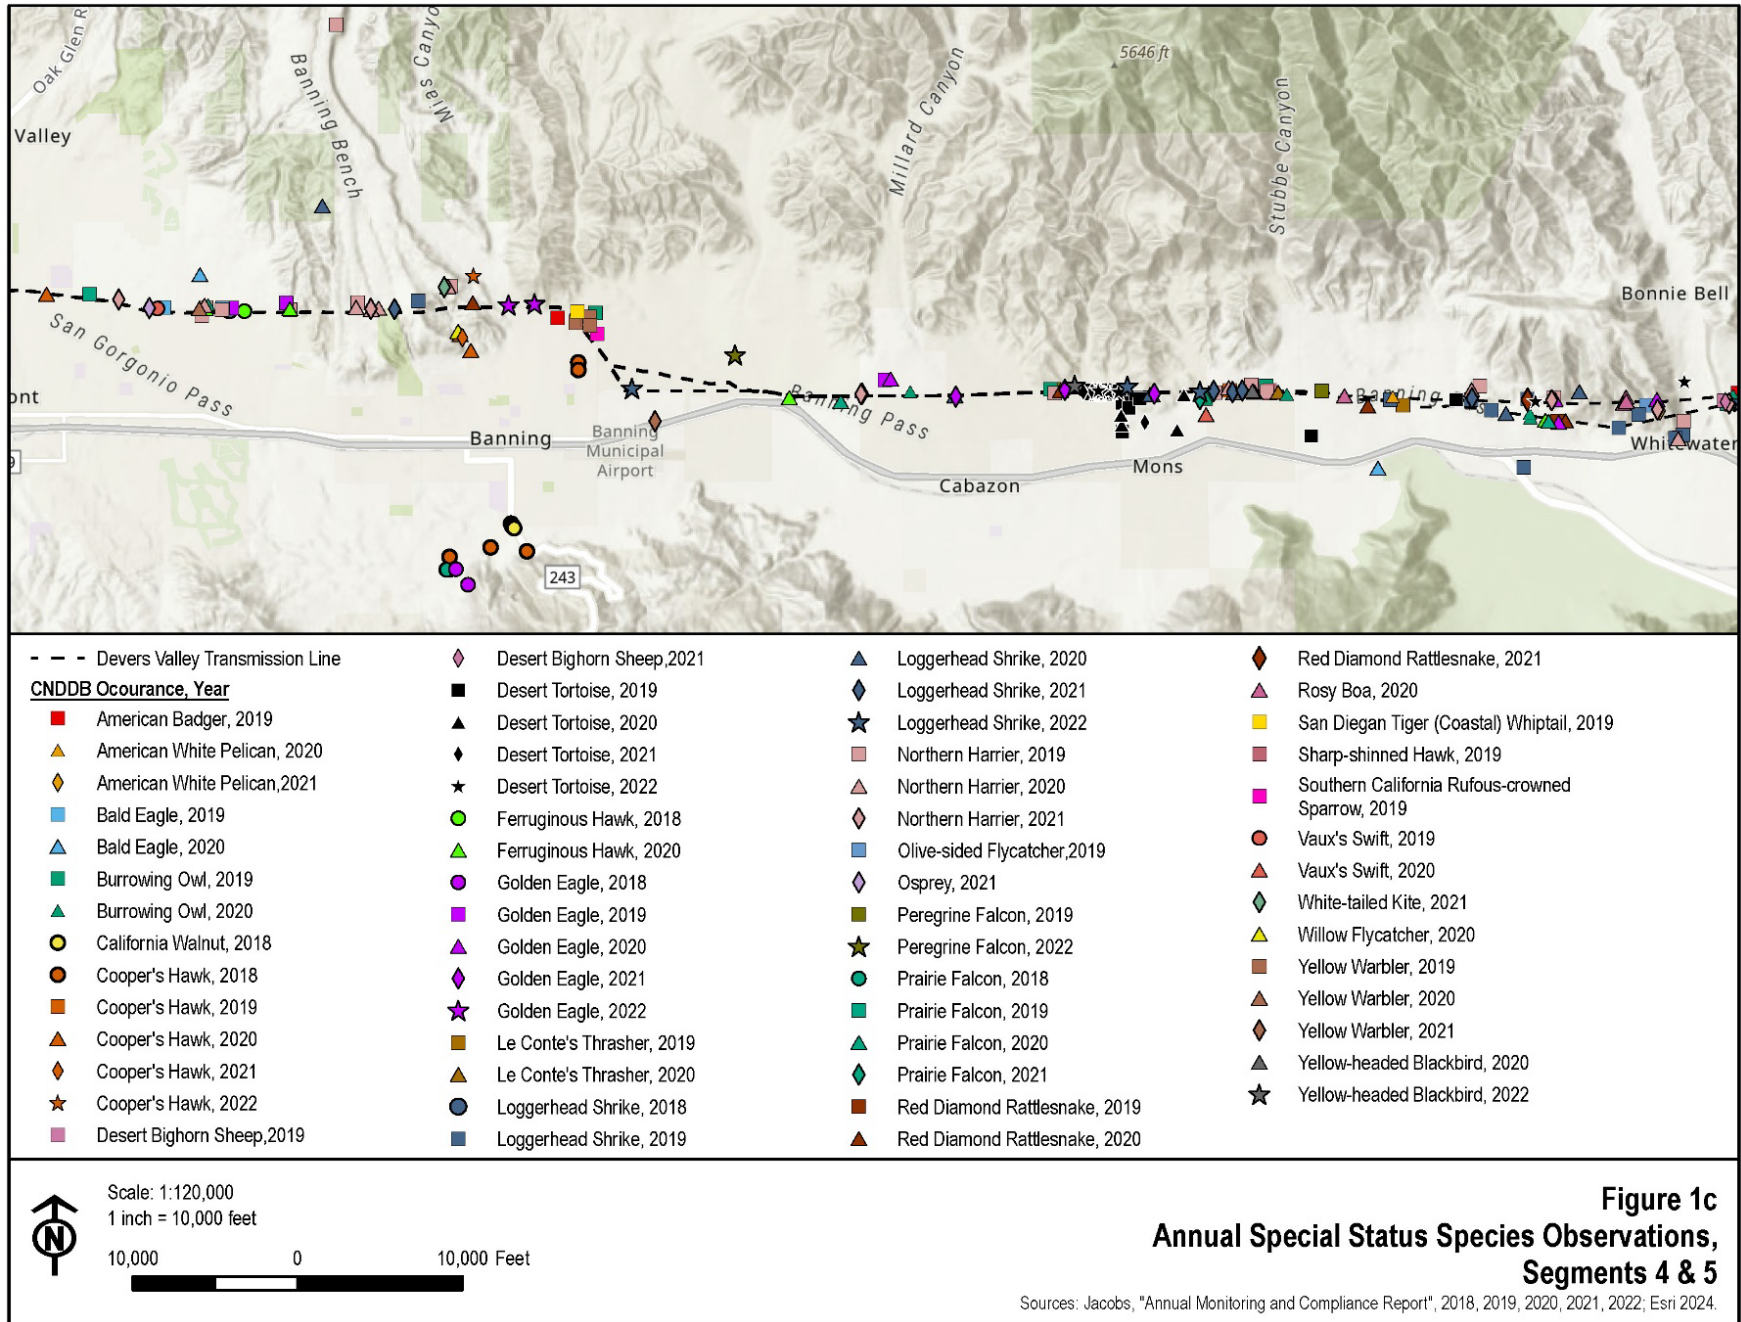 Oak Glen R
Valley
Banning Bench
Mias Canyo
Millard Canyon
5646 ft
Stubbe Canyon
Bonnie Bell
San Gorgonio Pass
ont
Banning
Banning
Municipal
Airport
Banning Pass
Banning Pas
Whitewater
Mons
Cabazon
9
243
Devers Valley Transmission Line
CNDDB Ocourance, Year
American Badger, 2019
American White Pelican, 2020
American White Pelican,2021
Bald Eagle, 2019
Bald Eagle, 2020
Burrowing Owl, 2019
Burrowing Owl, 2020
California Walnut, 2018
Cooper's Hawk, 2018
Cooper's Hawk, 2019
Cooper's Hawk, 2020
Cooper's Hawk, 2021
Cooper's Hawk, 2022
Desert Bighorn Sheep,2019
Desert Bighorn Sheep,2021
Desert Tortoise, 2019
Desert Tortoise, 2020
Desert Tortoise, 2021
Desert Tortoise, 2022
Ferruginous Hawk, 2018
Ferruginous Hawk, 2020
Golden Eagle, 2018
Golden Eagle, 2019
Golden Eagle, 2020
Golden Eagle, 2021
Golden Eagle, 2022
Le Conte's Thrasher, 2019
Le Conte's Thrasher, 2020
Loggerhead Shrike, 2018
Loggerhead Shrike, 2019
Loggerhead Shrike, 2020
Loggerhead Shrike, 2021
Loggerhead Shrike, 2022
Northern Harrier, 2019
Northern Harrier, 2020
Northern Harrier, 2021
Olive-sided Flycatcher,2019
Osprey, 2021
Peregrine Falcon, 2019
Peregrine Falcon, 2022
Prairie Falcon, 2018
Prairie Falcon, 2019
Prairie Falcon, 2020
Prairie Falcon, 2021
Red Diamond Rattlesnake, 2019
Red Diamond Rattlesnake, 2020
Red Diamond Rattlesnake, 2021
Rosy Boa, 2020
San Diegan Tiger (Coastal) Whiptail, 2019
Sharp-shinned Hawk, 2019
Southern California Rufous-crowned
Sparrow, 2019
Vaux's Swift, 2019
Vaux's Swift, 2020
White-tailed Kite, 2021
Willow Flycatcher, 2020
Yellow Warbler, 2019
Yellow Warbler, 2020
Yellow Warbler, 2021
Yellow-headed Blackbird, 2020
Yellow-headed Blackbird, 2022
N
Scale: 1:120,000
1 inch = 10,000 feet
10,000 0 10,000 Feet
Figure 1c
Annual Special Status Species Observations,
Segments 4 & 5
Sources: Jacobs, "Annual Monitoring and Compliance Report", 2018, 2019, 2020, 2021, 2022; Esri 2024.